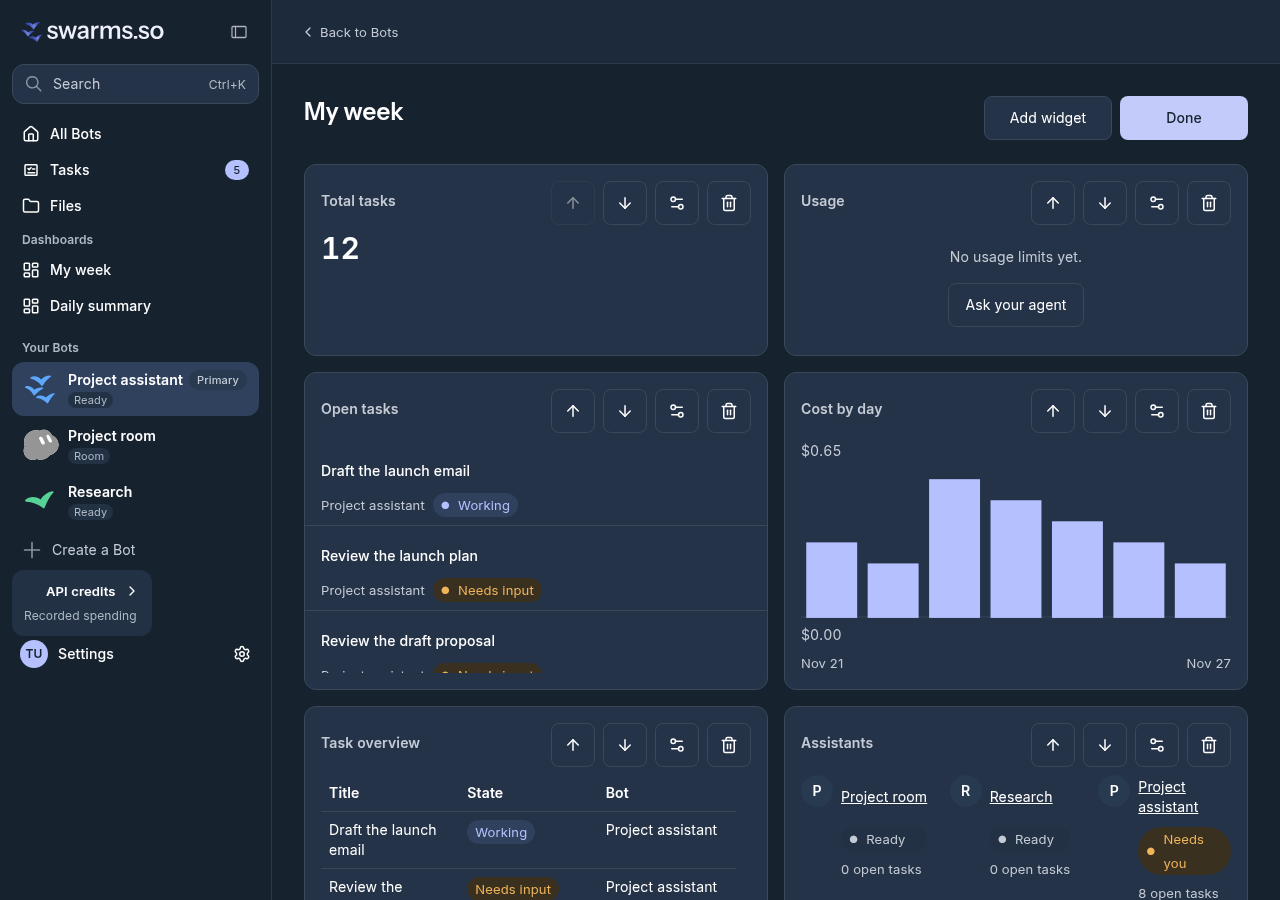 swarms.so
Search Ctrl+K
All Bots
Tasks 5
Files
Dashboards
My week
Daily summary
Your Bots
Project assistant Primary
Ready
Project room
Room
Research
Ready
Create a Bot
API credits
Recorded spending
TU Settings
Back to Bots
My week
Add widget Done
Total tasks
12
Usage
No usage limits yet.
Ask your agent
Open tasks
Draft the launch email
Project assistant Working
Review the launch plan
Project assistant Needs input
Review the draft proposal
Project assistant Needs input
Cost by day
$0.65
$0.00
Nov 21 Nov 27
Task overview
Title State Bot
Draft the launch email Working Project assistant
Review the Needs input Project assistant
Assistants
P Project room
Ready
0 open tasks
R Research
Ready
0 open tasks
P Project assistant
Needs you
8 open tasks